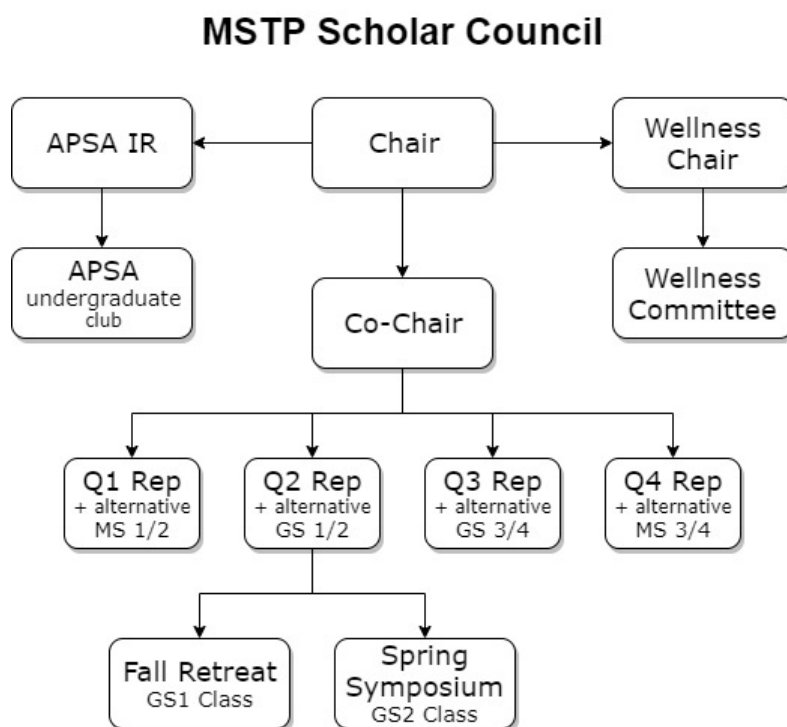 MSTP Scholar Council
APSA IR
Chair
Wellness
Chair
APSA
undergraduate
club
Wellness
Committee
Co-Chair
Q1 Rep
+ alternative
MS 1/2
Q2 Rep
+ alternative
GS 1/2
Q3 Rep
+ alternative
GS 3/4
Q4 Rep
+ alternative
MS 3/4
Fall Retreat
GS1 Class
Spring
Symposium
GS2 Class